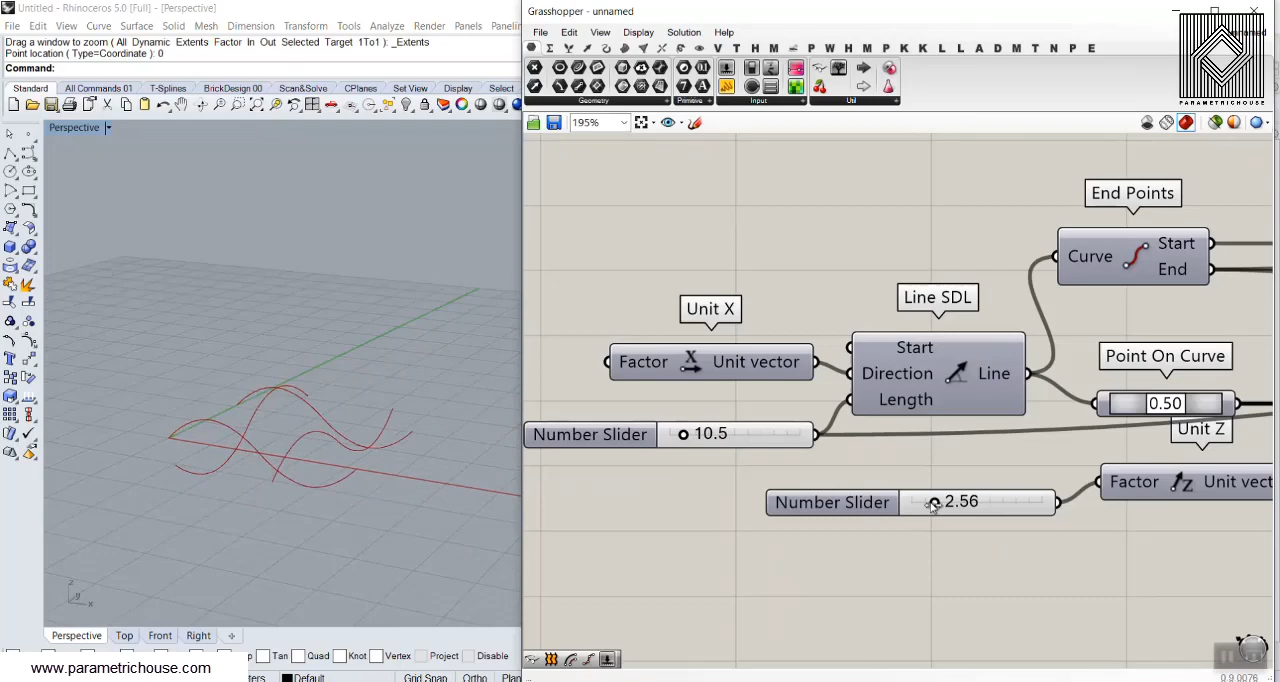 Untitled - Rhinoceros 5.0 [Full] - [Perspective]
File Edit View Curve Surface Solid Mesh Dimension Transform Tools Analyze Render Panels
Drag a window to zoom ( All Dynamic Extents Factor In Out Selected Target 1To1 ): _Extents
Point location ( Type=Coordinate ): 0
Command:
Standard All Commands 01 T-Splines BrickDesign 00 Scan&Solve CPlanes Set View Display Select
Perspective
z
y
x
Perspective Top Front Right
Tan Quad Knot Vertex Project Disable
Default Grid Snap Ortho
www.parametrichouse.com
Grasshopper - unnamed
File Edit View Display Solution Help
unnamed
V T H M P W H M P K K L L A D M T N P E
Geometry Primitive Input Util
195%
PARAMETRICHOUSE
End Points
Curve Start
End
Unit X
Factor X Unit vector
Line SDL
Start
Direction Line
Length
Point On Curve
0.50
Number Slider 10.5
Unit Z
Factor Z Unit vect
Number Slider 2.56
0.9.0076